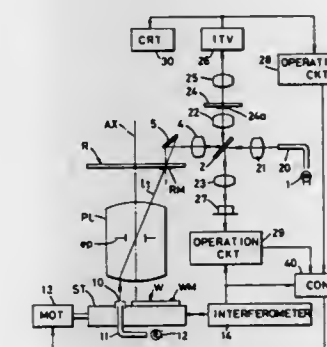 CRT
30
ITV
26
OPERATION
CKT
28
25
24
24a
22
4
5
AX
R
2
21
20
1
RM
l1
23
27
PL
ep
OPERATION
CKT
29
40
CON
10
W
WM
13
ST
MOT
11
12
INTERFEROMETER
14